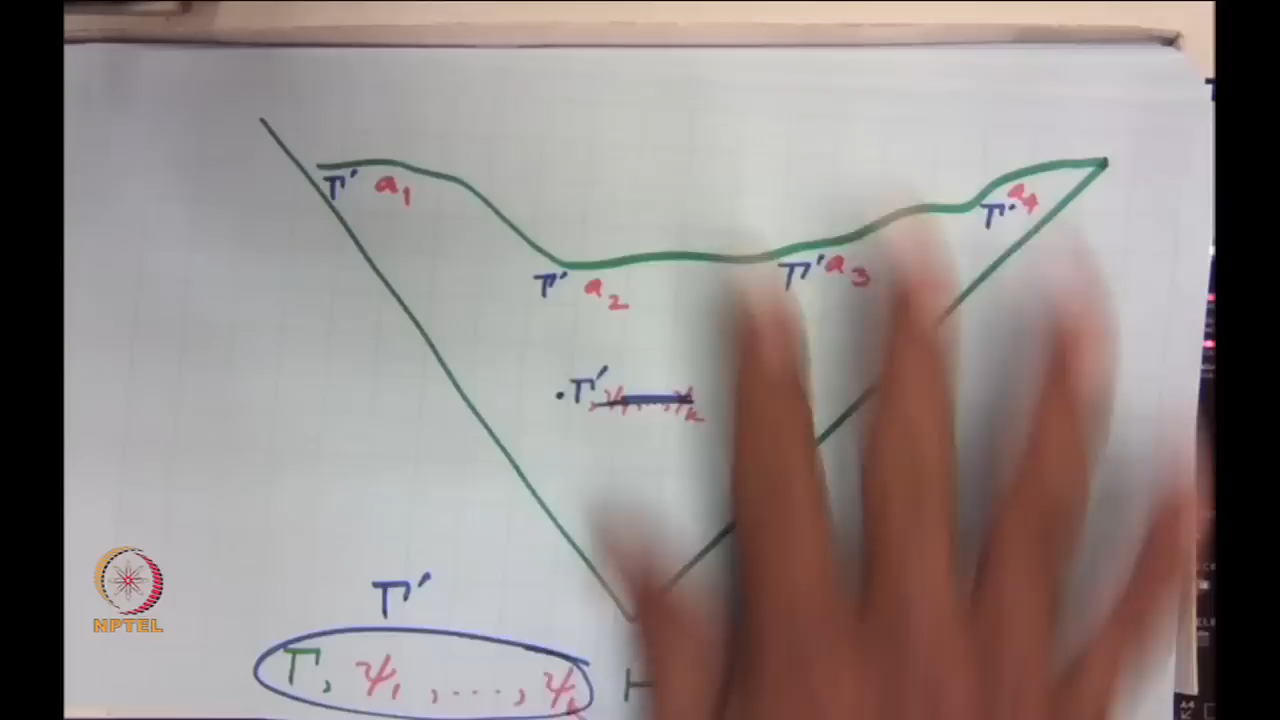 Γ' a₁ Γ' a₄
Γ' a₂ Γ' a₃
. Γ'
NPTEL
Γ'
Γ, ψ₁, ...., ψₖ ⊢